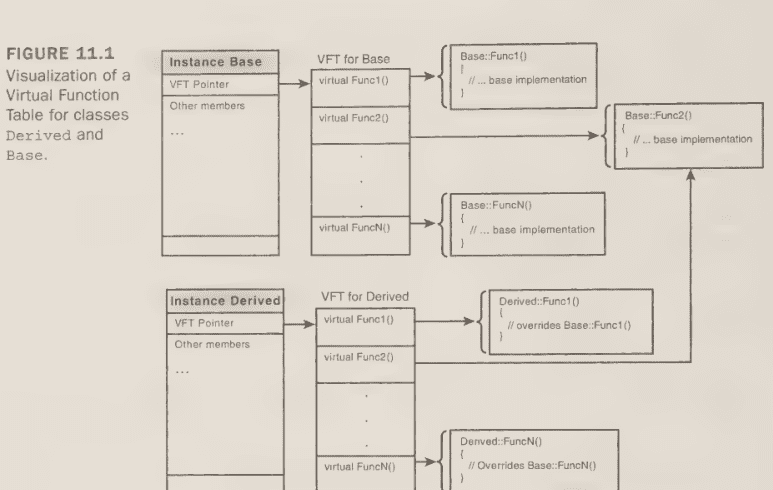 FIGURE 11.1
Visualization of a
Virtual Function
Table for classes
Derived and
Base.
Instance Base
VFT Pointer
Other members
...
VFT for Base
virtual Func1()
virtual Func2()
.
.
.
virtual FuncN()
Base::Func1()
{
// ... base implementation
}
Base::Func2()
{
// ... base implementation
}
Base::FuncN()
{
// ... base implementation
}
Instance Derived
VFT Pointer
Other members
...
VFT for Derived
virtual Func1()
virtual Func2()
.
.
.
virtual FuncN()
Derived::Func1()
{
// overrides Base::Func1()
}
Derived::FuncN()
{
// Overrides Base::FuncN()
}